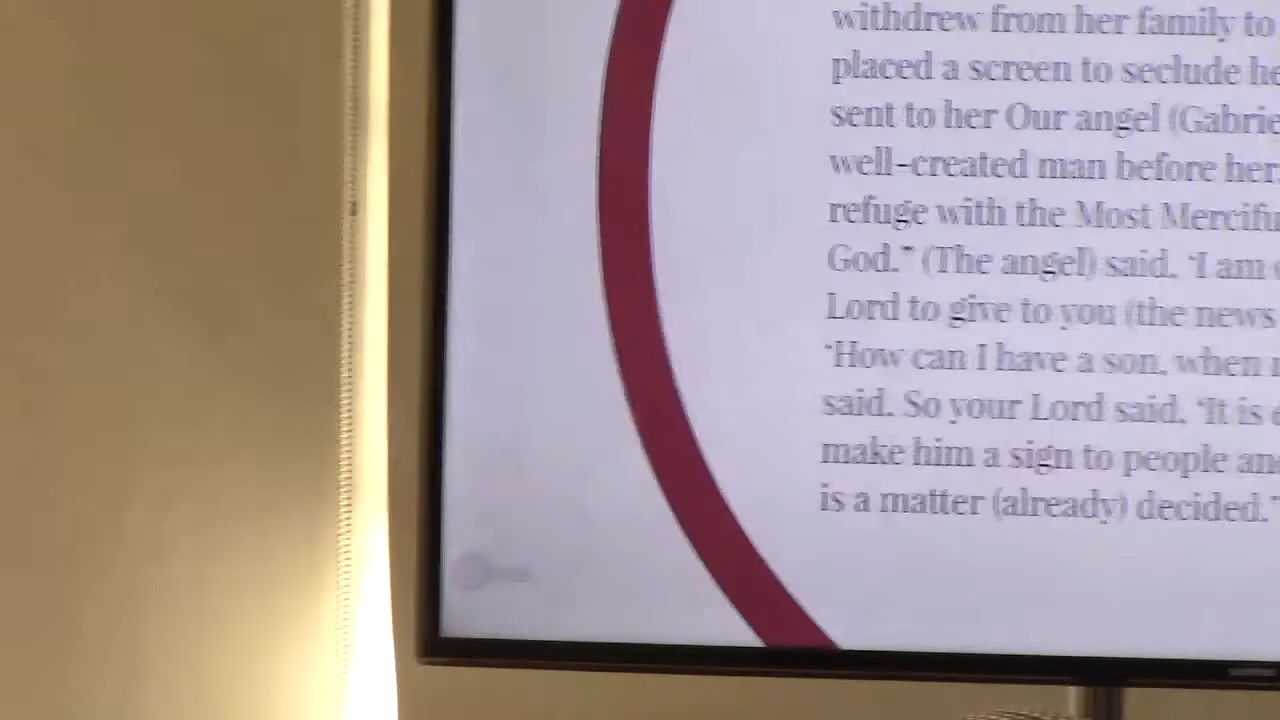 withdrew from her family to
placed a screen to seclude
sent to her Our angel
well-created man before her
refuge with the Most
God." (The angel) said. "I am
Lord to give to you (the news
"How can I have a son, when
said. So your Lord said. "It is
make him a sign to people
is a matter (already) decided."